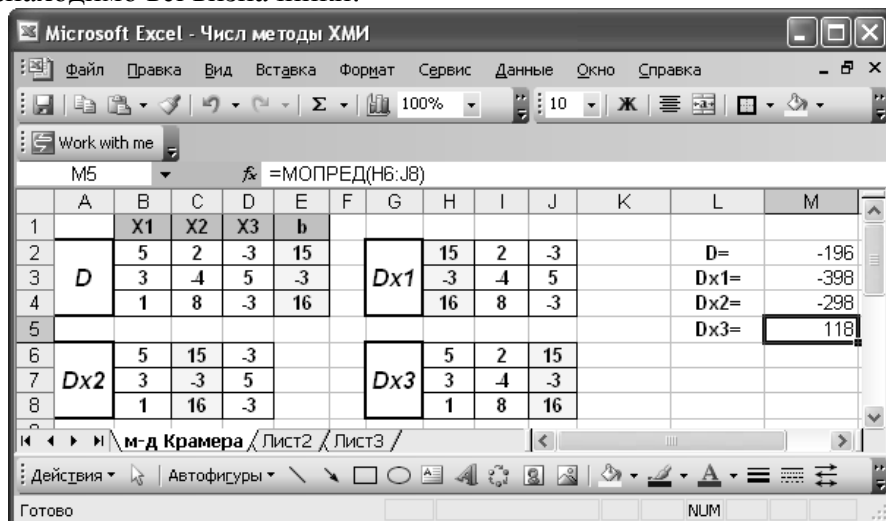 Microsoft Excel - Числ методы ХМИ
Файл Правка Вид Вставка Формат Сервис Данные Окно Справка
100% 10 Ж
Work with me
M5 fx =МОПРЕД(H6:J8)
A B C D E F G H I J K L M
1 X1 X2 X3 b
2 5 2 -3 15 15 2 -3 D= -196
3 D 3 -4 5 -3 Dx1 -3 -4 5 Dx1= -398
4 1 8 -3 16 16 8 -3 Dx2= -298
5 Dx3= 118
6 5 15 -3 5 2 15
7 Dx2 3 -3 5 Dx3 3 -4 -3
8 1 16 -3 1 8 16
м-д Крамера Лист2 Лист3
Действия Автофигуры
Готово NUM